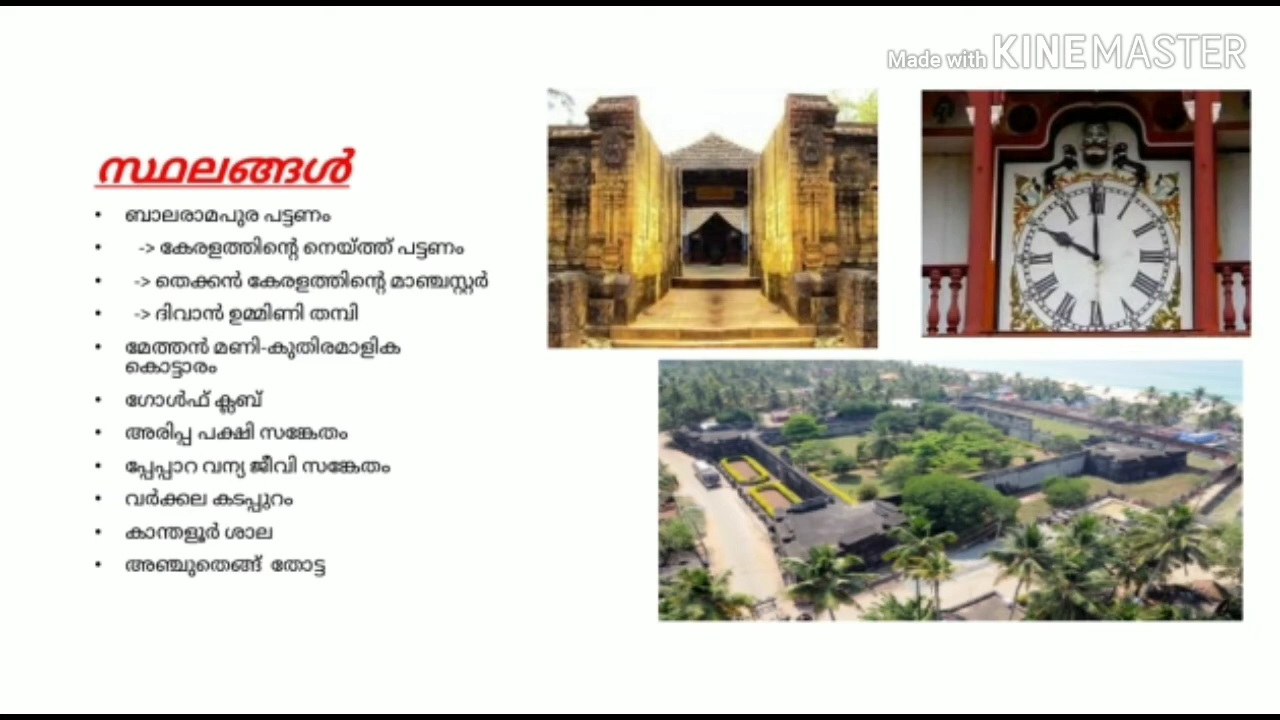 Made with KINEMASTER
സ്ഥലങ്ങൾ
• ബാലരാമപുര പട്ടണം
• -> കേരളത്തിന്റെ നെയ്ത്ത് പട്ടണം
• -> തെക്കൻ കേരളത്തിന്റെ മാഞ്ചസ്റ്റർ
• -> ദിവാൻ ഉമ്മിണി തമ്പി
• മേത്തൻ മണി-കുതിരമാളിക
കൊട്ടാരം
• ഗോൾഫ് ക്ലബ്
• അരിപ്പ പക്ഷി സങ്കേതം
• പ്പേപ്പാറ വന്യ ജീവി സങ്കേതം
• വർക്കല കടപ്പുറം
• കാന്തളൂർ ശാല
• അഞ്ചുതെങ്ങ് തോട്ട